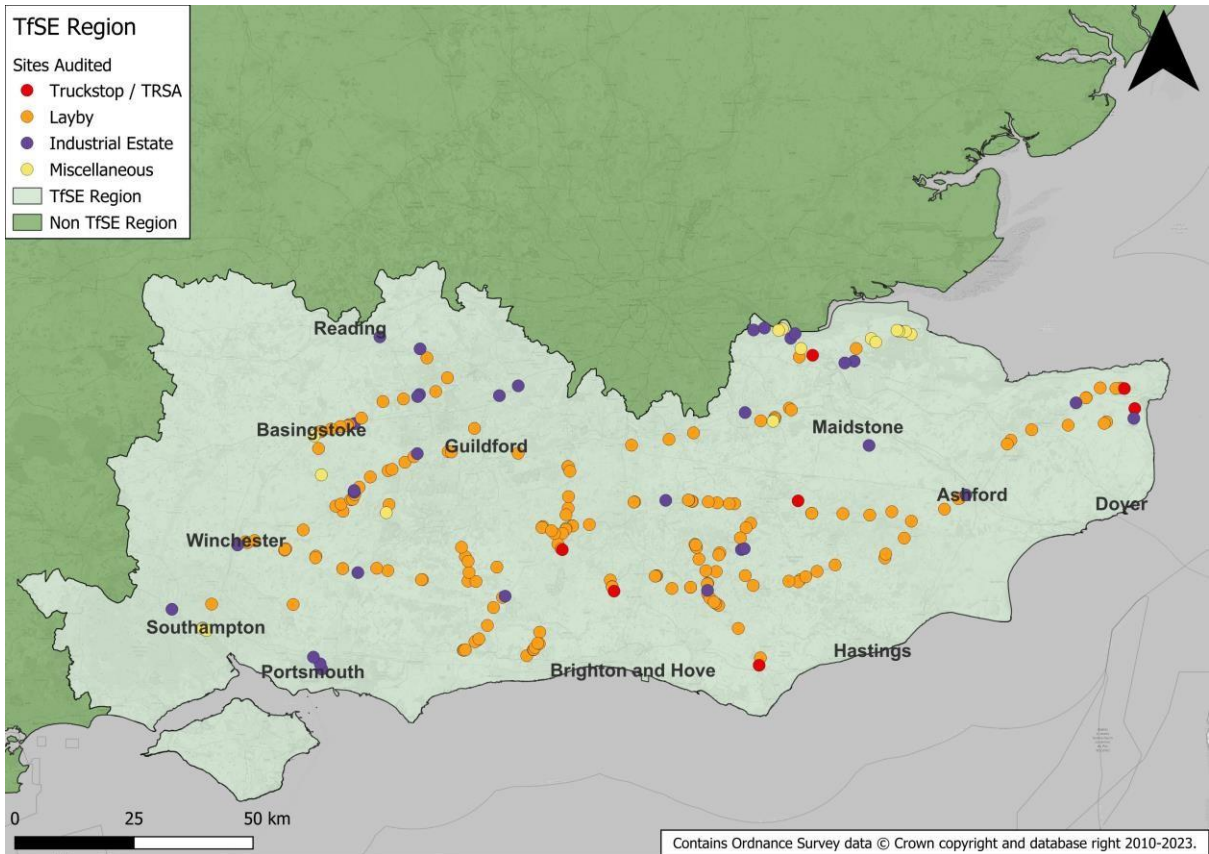 TfSE Region
Sites Audited
Truckstop / TRSA
Layby
Industrial Estate
Miscellaneous
TfSE Region
Non TfSE Region
Reading
Basingstoke
Guildford
Maidstone
Ashford
Dover
Winchester
Southampton
Portsmouth
Brighton and Hove
Hastings
0 25 50 km
Contains Ordnance Survey data © Crown copyright and database right 2010-2023.